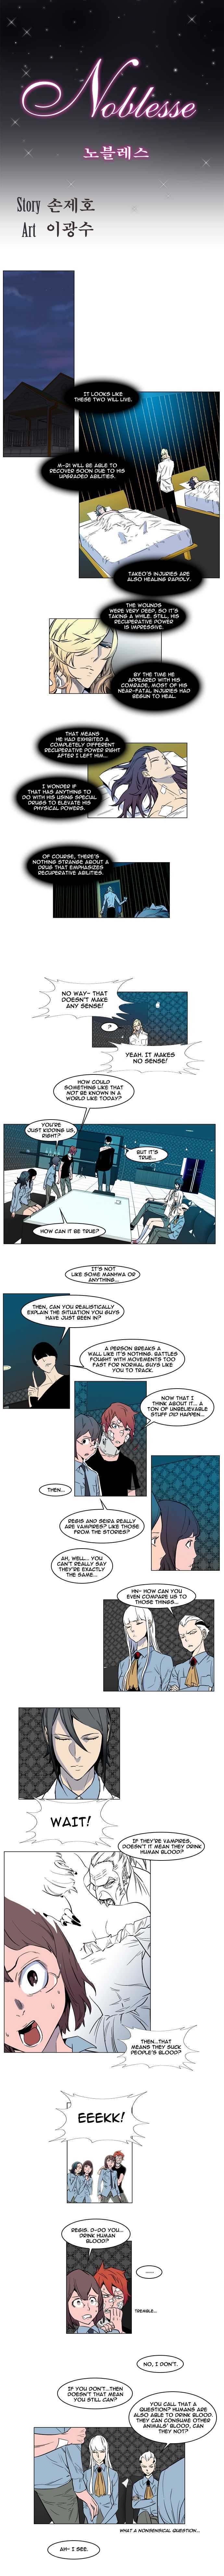 Noblesse
노블레스
Story 손제호
Art 이광수
IT LOOKS LIKE
THESE TWO WILL LIVE.
M-21 WILL BE ABLE TO
RECOVER SOON DUE TO HIS
UPGRADED ABILITIES.
TAKEO'S INJURIES ARE
ALSO HEALING RAPIDLY.
THE WOUNDS
WERE VERY DEEP, SO IT'S
TAKING A WHILE. STILL, HIS
RECUPERATIVE POWER
IS IMPRESSIVE.
BY THE TIME HE
APPEARED WITH HIS
COMRADE, MOST OF HIS
NEAR-FATAL INJURIES HAD
BEGUN TO HEAL.
THAT MEANS
HE HAD EXHIBITED A
COMPLETELY DIFFERENT
RECUPERATIVE POWER RIGHT
AFTER I LEFT HIM...
I WONDER IF
THAT HAS ANYTHING TO
DO WITH HIS USING SPECIAL
DRUGS TO ELEVATE HIS
PHYSICAL POWERS.
OF COURSE, THERE'S
NOTHING STRANGE ABOUT A
DRUG THAT EMPHASIZES
RECUPERATIVE ABILITIES.
NO WAY~ THAT
DOESN'T MAKE
ANY SENSE!
?
YEAH. IT MAKES
NO SENSE!
HOW COULD
SOMETHING LIKE THAT
NOT BE KNOWN IN A
WORLD LIKE TODAY?
YOU'RE
JUST KIDDING US,
RIGHT?
BUT IT'S
TRUE...
HOW CAN IT BE TRUE?
IT'S NOT
LIKE SOME MANHWA OR
ANYTHING...
THEN, CAN YOU REALISTICALLY
EXPLAIN THE SITUATION YOU GUYS
HAVE JUST BEEN IN?
A PERSON BREAKS A
WALL LIKE IT'S NOTHING. BATTLES
FOUGHT WITH MOVEMENTS TOO
FAST FOR NORMAL GUYS LIKE
YOU TO TRACK.
NOW THAT I
THINK ABOUT IT... A
TON OF UNBELIEVABLE
STUFF DID HAPPEN...
THEN...
REGIS AND SEIRA REALLY
ARE VAMPIRES? LIKE THOSE
FROM THE STORIES?
AH, WELL... YOU
CAN'T REALLY SAY
THEY'RE EXACTLY
THE SAME...
HN~ HOW CAN YOU
EVEN COMPARE US TO
THOSE THINGS...
WAIT!
IF THEY'RE VAMPIRES,
DOESN'T IT MEAN THEY DRINK
HUMAN BLOOD?
THEN...THAT
MEANS THEY SUCK
PEOPLE'S BLOOD?
EEEKK!
REGIS. D-DO YOU...
DRINK HUMAN
BLOOD?
......
TREMBLE...
NO, I DON'T.
IF YOU DON'T...THEN
DOESN'T THAT MEAN
YOU STILL CAN?
YOU CALL THAT A
QUESTION? HUMANS ARE
ALSO ABLE TO DRINK BLOOD.
THEY CAN CONSUME OTHER
ANIMALS' BLOOD, CAN
THEY NOT?
WHAT A NONSENSICAL QUESTION...
AH~ I SEE.